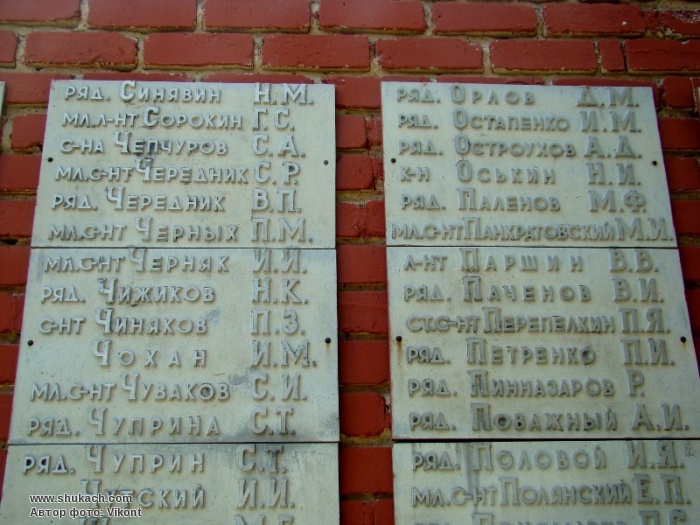 ряд. Синявин Н.М.
мл.л-нт Сорокин Г.С.
с-на Чепчуров С.А.
мл.с-нт Чередник С.Р.
ряд. Чередник В.П.
мл.с-нт Черных П.М.
мл.с-нт Черняк И.И.
ряд. Чижиков Н.К.
с-нт Чиняков П.З.
Чохан И.М.
мл.с-нт Чуваков С.И.
ряд. Чуприна С.Т.
ряд. Чуприн С.Т.
И.И.
ряд. Орлов Д.М.
ряд. Остапенко И.М.
ряд. Остроухов А.Д.
к-н Оськин Н.И.
ряд. Паленов М.Ф.
мл.с-нт Панкратовский М.И.
л-нт Паршин В.В.
ряд. Паченов В.И.
ст.с-нт Перепелкин П.Я.
ряд. Петренко П.И.
ряд. Пинназаров Р.
ряд. Поважный А.И.
ряд. Половой И.Я.
мл.с-нт Полянский Е.П.
www.shukach.com
Автор фото: Vikont